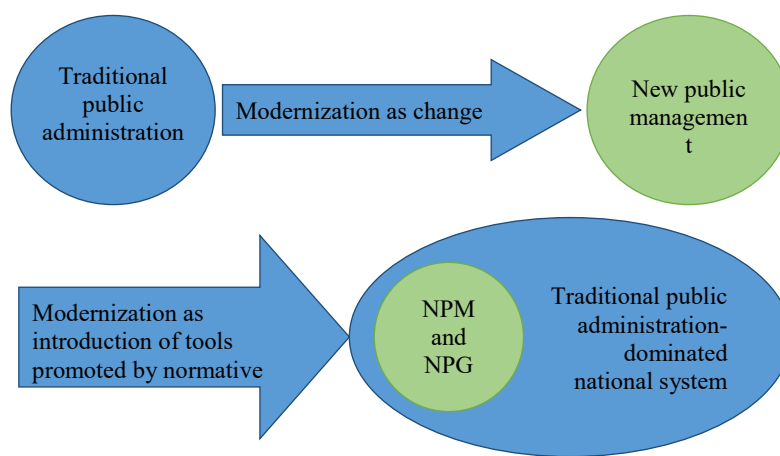 Traditional
public
administration
Modernization as change
New public
managemen
t
Modernization as
introduction of tools
promoted by normative
NPM
and
NPG
Traditional public
administration-
dominated
national system